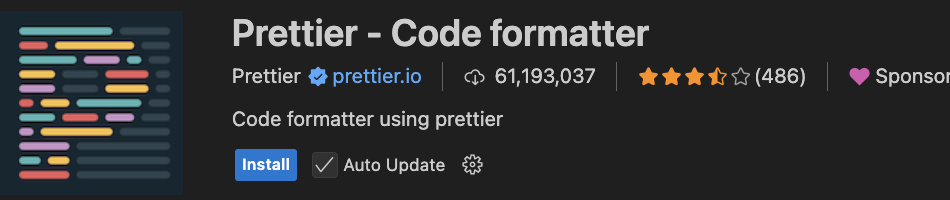 Prettier - Code formatter
Prettier prettier.io 61,193,037 (486) Sponsor
Code formatter using prettier
Install Auto Update